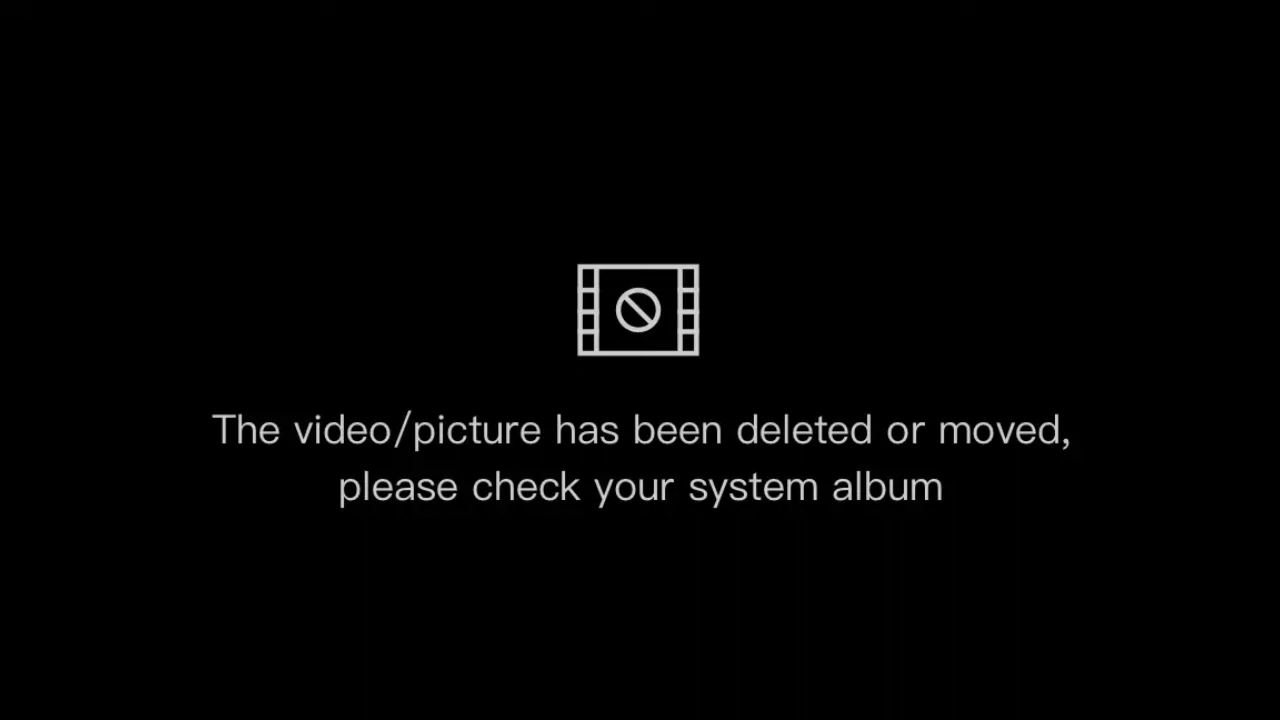 The video/picture has been deleted or moved,
please check your system album